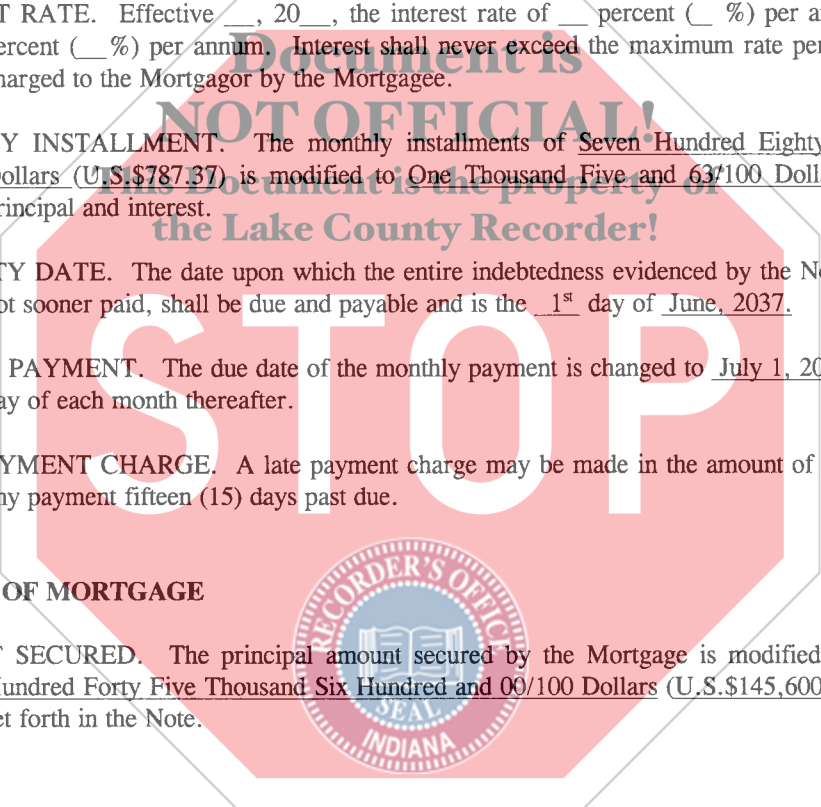 T RATE. Effective __, 20__, the interest rate of __ percent (_ %) per a
ercent (__ %) per annum. Interest shall never exceed the maximum rate per
harged to the Mortgagor by the Mortgagee.
Document is
NOT OFFICIAL!
Y INSTALLMENT. The monthly installments of Seven Hundred Eighty
ollars (U.S.$787.37) is modified to One Thousand Five and 63/100 Doll
This Document is the property of
rincipal and interest.
the Lake County Recorder!
TY DATE. The date upon which the entire indebtedness evidenced by the No
ot sooner paid, shall be due and payable and is the 1st day of June, 2037.
STOP
PAYMENT. The due date of the monthly payment is changed to July 1, 20
ay of each month thereafter.
YMENT CHARGE. A late payment charge may be made in the amount of
ny payment fifteen (15) days past due.
OF MORTGAGE
T SECURED. The principal amount secured by the Mortgage is modified
Hundred Forty Five Thousand Six Hundred and 00/100 Dollars (U.S.$145,600
et forth in the Note.
RECORDER'S OFFICE
SEAL
INDIANA